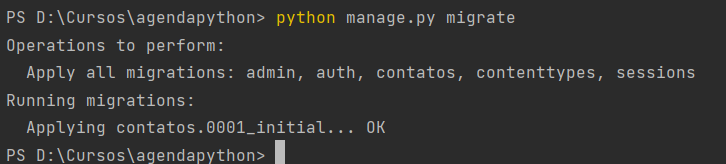 PS D:\Cursos\agendapython> python manage.py migrate
Operations to perform:
  Apply all migrations: admin, auth, contatos, contenttypes, sessions
Running migrations:
  Applying contatos.0001_initial... OK
PS D:\Cursos\agendapython>